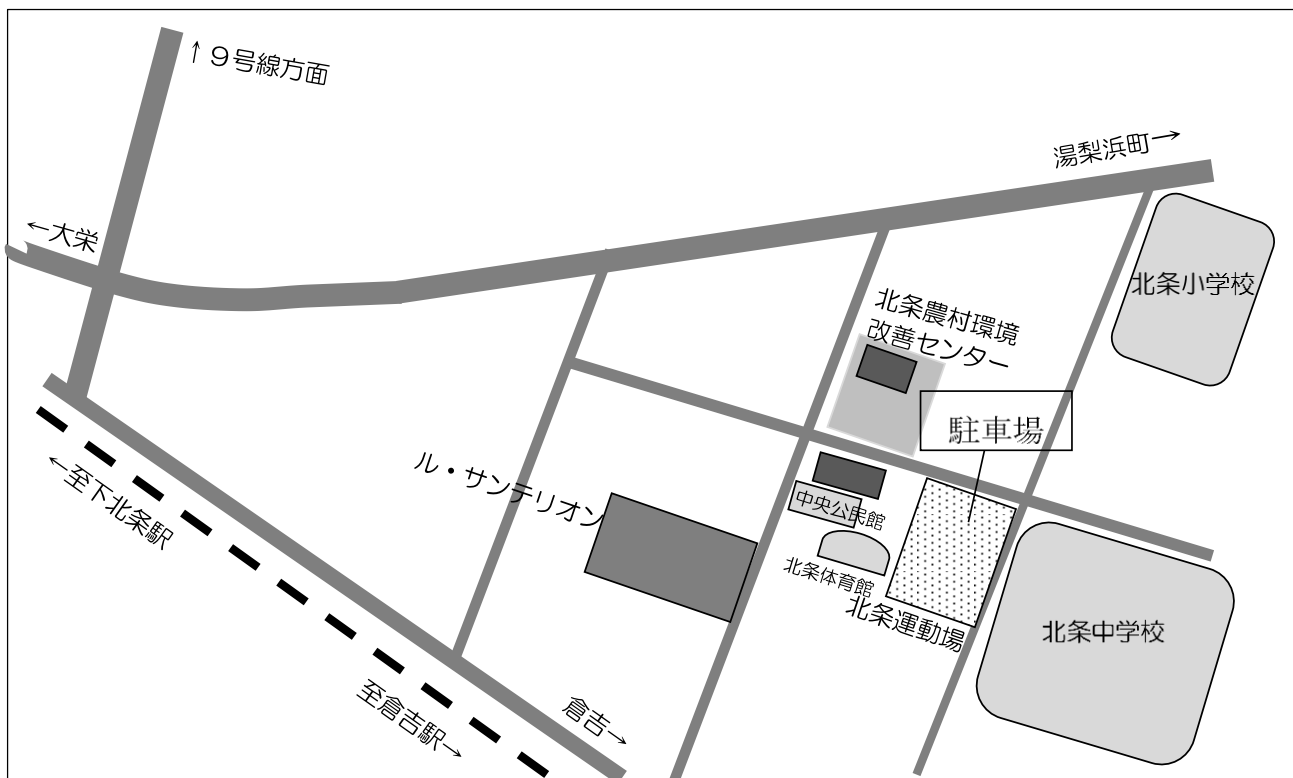 ↑９号線方面
湯梨浜町→
←大栄
北条小学校
北条農村環境
改善センター
駐車場
ル・サンテリオン
←至下北条駅
中央公民館
北条体育館
北条運動場
北条中学校
至倉吉駅→
倉吉→